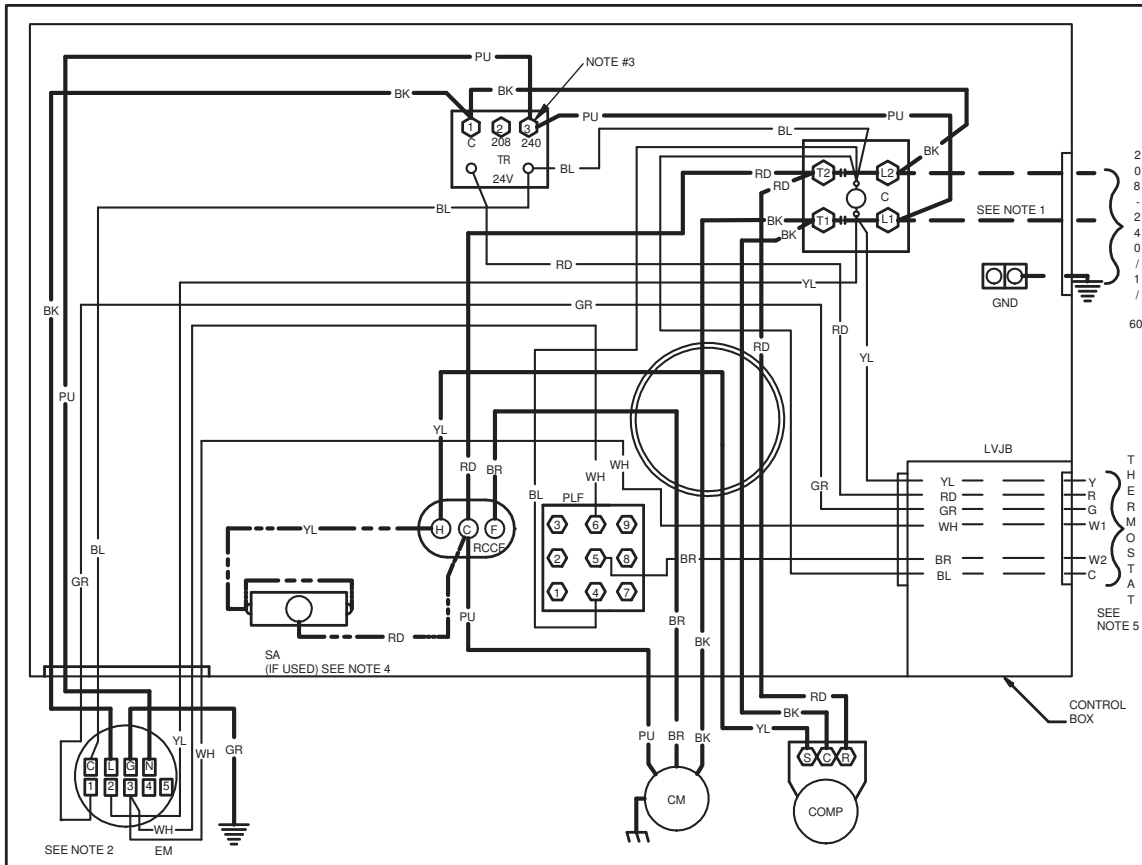 PU
NOTE #3
BK
BK
1
2
3
C
208
240
TR
24V
BL
BL
PU
BK
RD
RD
T2
L2
C
BK
BK
T1
L1
SEE NOTE 1
208-240/1/60
GND
BL
RD
YL
GR
BK
RD
RD
YL
PU
YL
RD
BR
WH
WH
BL
PLF
GR
LVJB
H
C
F
RCCF
3
6
9
2
5
8
1
4
7
YL
BL
GR
YL
Y
RD
R
GR
G
WH
W1
BR
BR
W2
BL
C
THERMOSTAT
SEE
NOTE 5
RD
PU
BR
BK
SA
(IF USED) SEE NOTE 4
CONTROL
BOX
RD
BK
YL
PU
BR
BK
YL
WH
GR
C
L
G
N
1
2
3
4
5
WH
SEE NOTE 2
EM
CM
S
C
R
COMP